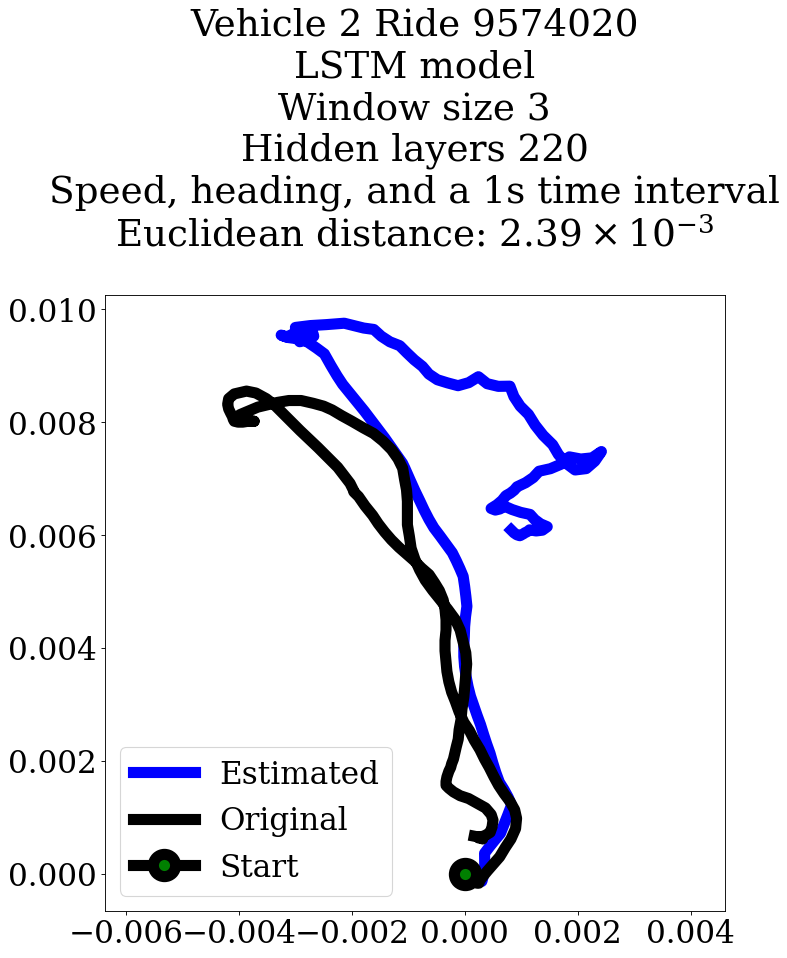 Vehicle 2 Ride 9574020
LSTM model
Window size 3
Hidden layers 220
Speed, heading, and a 1s time interval
Euclidean distance: 2.39 × 10⁻³
0.010
0.008
0.006
0.004
0.002
0.000
Estimated
Original
Start
−0.006 −0.004 −0.002 0.000 0.002 0.004